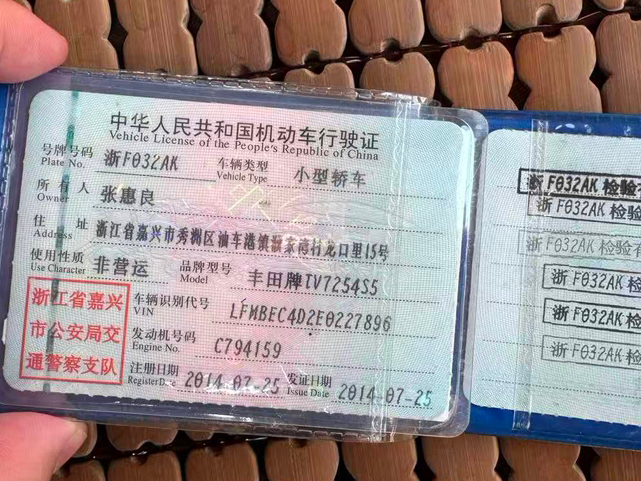 中华人民共和国机动车行驶证
Vehicle License of the People's Republic of China
号牌号码 浙F032AK 车辆类型 小型轿车
Plate No. Vehicle Type
所有人 张惠良
Owner
住址 浙江省嘉兴市秀洲区油车港镇 龙口里15号
Address
使用性质 非营运 品牌型号 丰田牌TV7254S5
Use Character Model
浙江省嘉兴
市公安局交
通警察支队
车辆识别代号 LFMBEC4D2E0227896
VIN
发动机号码 C794159
Engine No.
注册日期 2014-07-25 发证日期 2014-07-25
Register Date Issue Date
浙F032AK 检验有
浙F032AK 检验
浙F032AK 检验有
浙F032AK 检
浙F032AK 检
浙F032AK 检